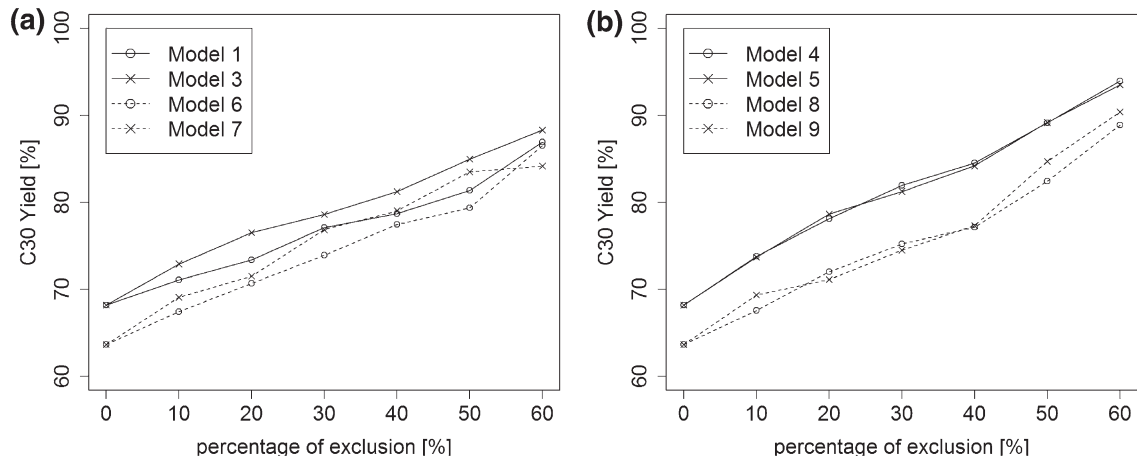 (a)
Model 1
Model 3
Model 6
Model 7
C30 Yield [%]
60 70 80 90 100
0 10 20 30 40 50 60
percentage of exclusion [%]
(b)
Model 4
Model 5
Model 8
Model 9
C30 Yield [%]
60 70 80 90 100
0 10 20 30 40 50 60
percentage of exclusion [%]